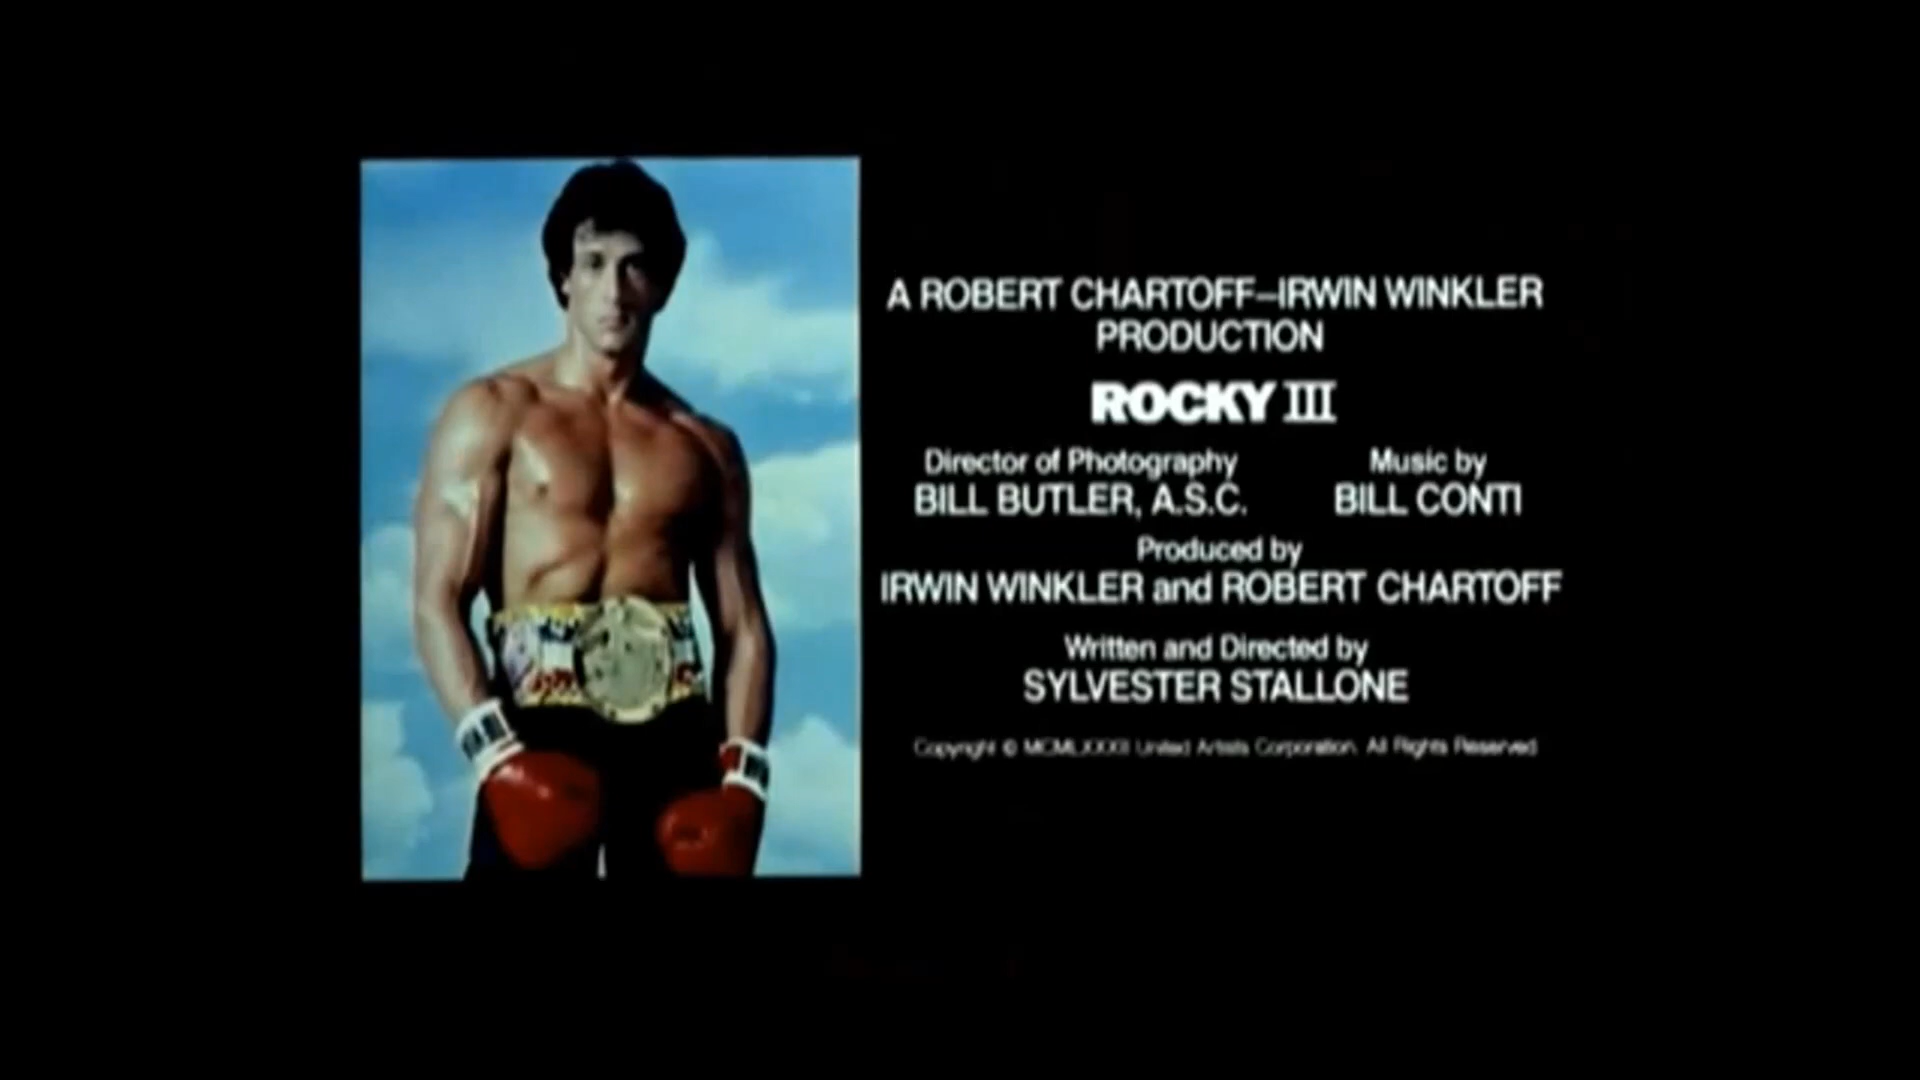 A ROBERT CHARTOFF–IRWIN WINKLER
PRODUCTION
ROCKY III
Director of Photography Music by
BILL BUTLER, A.S.C. BILL CONTI
Produced by
IRWIN WINKLER and ROBERT CHARTOFF
Written and Directed by
SYLVESTER STALLONE
Copyright © MCMLXXXII United Artists Corporation. All Rights Reserved